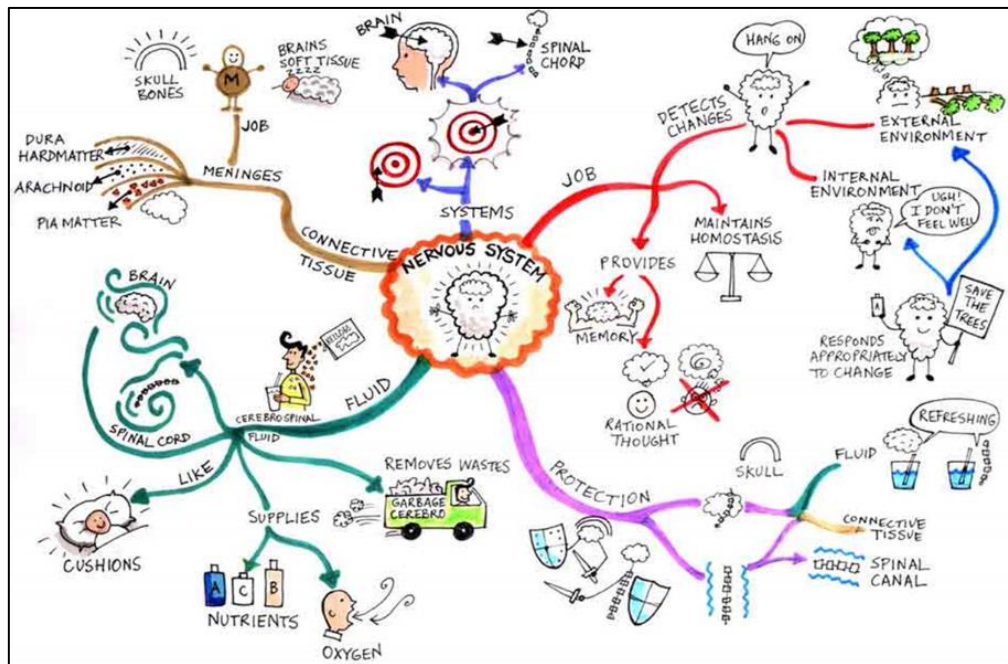 NERVOUS SYSTEM
CONNECTIVE
TISSUE
MENINGES
JOB
SKULL
BONES
M
BRAINS
SOFT TISSUE
ZZZZ
DURA
HARDMATTER
ARACHNOID
PIA MATTER
SYSTEMS
BRAIN
SPINAL
CHORD
JOB
DETECTS
CHANGES
HANG ON
EXTERNAL
ENVIRONMENT
INTERNAL
ENVIRONMENT
UGH!
I DON'T
FEEL WELL
SAVE
THE
TREES
RESPONDS
APPROPRIATELY
TO CHANGE
MAINTAINS
HOMOSTASIS
PROVIDES
MEMORY
RATIONAL
THOUGHT
PROTECTION
SKULL
FLUID
REFRESHING
CONNECTIVE
TISSUE
SPINAL
CANAL
FLUID
CEREBROSPINAL
FLUID
BRAIN
SPINAL CORD
LIKE
CUSHIONS
SUPPLIES
A
C
B
NUTRIENTS
OXYGEN
REMOVES WASTES
GARBAGE
CEREBRO